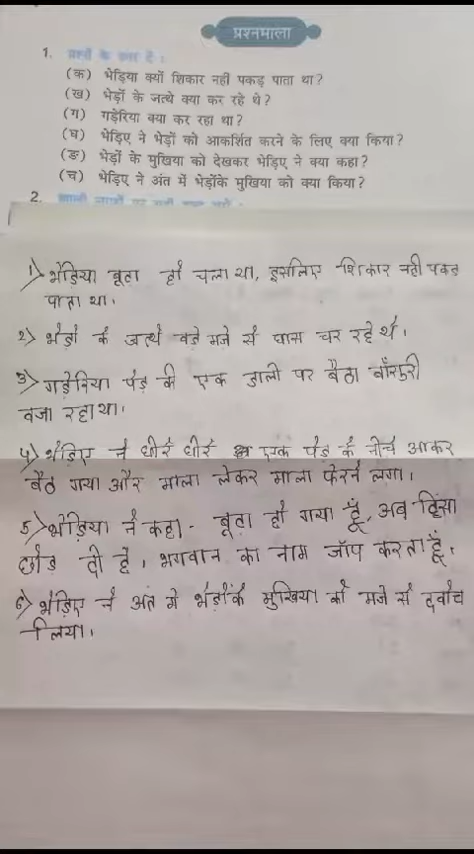 प्रश्नमाला
1.
(क) भेड़िया क्यों शिकार नही पकड़ पाता था?
(ख) भेड़ों के जत्थे क्या कर रहे थे?
(ग) गड़ेरिया क्या कर रहा था?
(घ) भेड़िए ने भेड़ों को आकर्शित करने के लिए क्या किया?
(ङ) भेड़ों के मुखिया को देखकर भेड़िए ने क्या कहा?
(च) भेड़िए ने अंत में भेड़ोंके मुखिया को क्या किया?
2.
1> भेड़िया बूढा हो चला था, इसलिए शिकार नही पकड
पाता था।
2> भेड़ों के जत्थे बड़े मजे से घास चर रहे थे।
3> गड़ेरिया पेड़ की एक डाली पर बैठा बाँसुरी
बजा रहा था।
4> भेड़िए ने धीरे धीरे एक पेड़ के नीचे आकर
बैठ गया और माला लेकर माला फेरने लगा।
5> भेड़िया ने कहा - बूढा हो गया हूँ, अब हिंसा
छोड़ दी है। भगवान का नाम जॉप करता हूँ।
6> भेड़िए ने अंत मे भेड़ोंके मुखिया को मजे से दबोच
लिया।